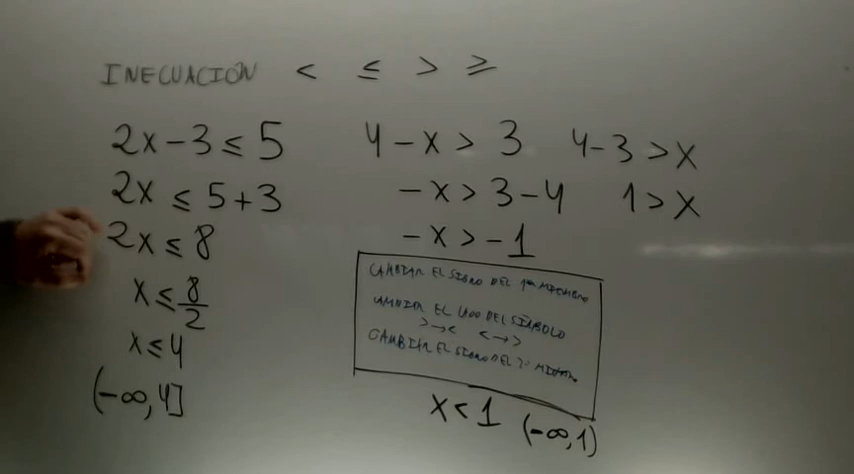 INECUACIÓN < ≤ > ≥
2x - 3 ≤ 5
2x ≤ 5 + 3
2x ≤ 8
x ≤ 8/2
x ≤ 4
(-∞, 4]
4 - x > 3
-x > 3 - 4
-x > -1
CAMBIAR EL SIGNO DEL 1er MIEMBRO
CAMBIAR EL LADO DEL SÍMBOLO
> → < < → >
CAMBIAR EL SIGNO DEL 2º MIEMBRO
x < 1 (-∞, 1)
4 - 3 > x
1 > x